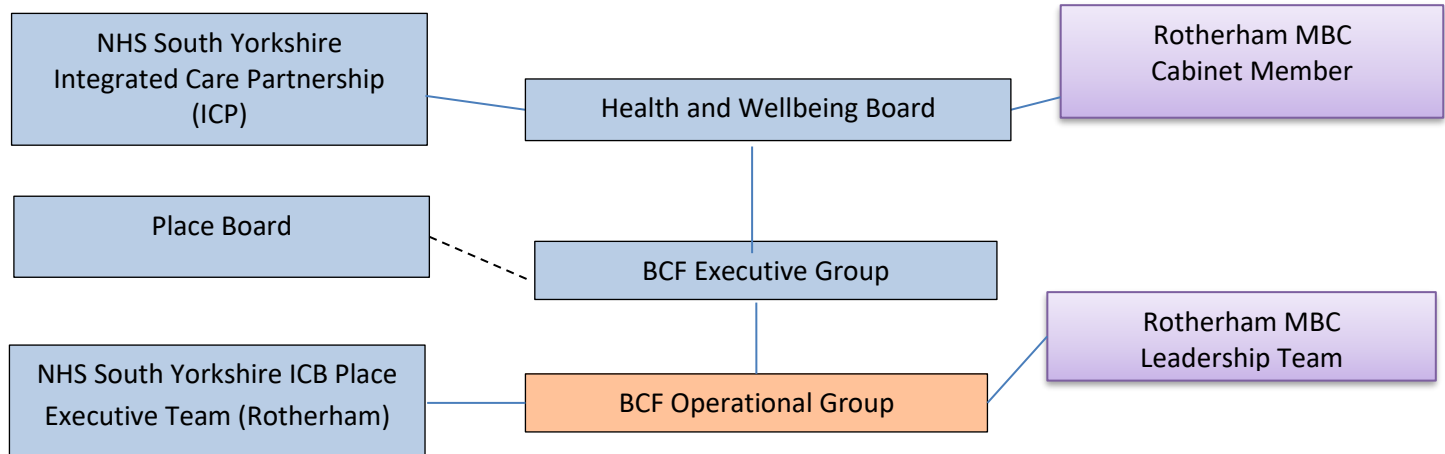 NHS South Yorkshire
Integrated Care Partnership
(ICP)
Health and Wellbeing Board
Rotherham MBC
Cabinet Member
Place Board
BCF Executive Group
Rotherham MBC
Leadership Team
NHS South Yorkshire ICB Place
Executive Team (Rotherham)
BCF Operational Group